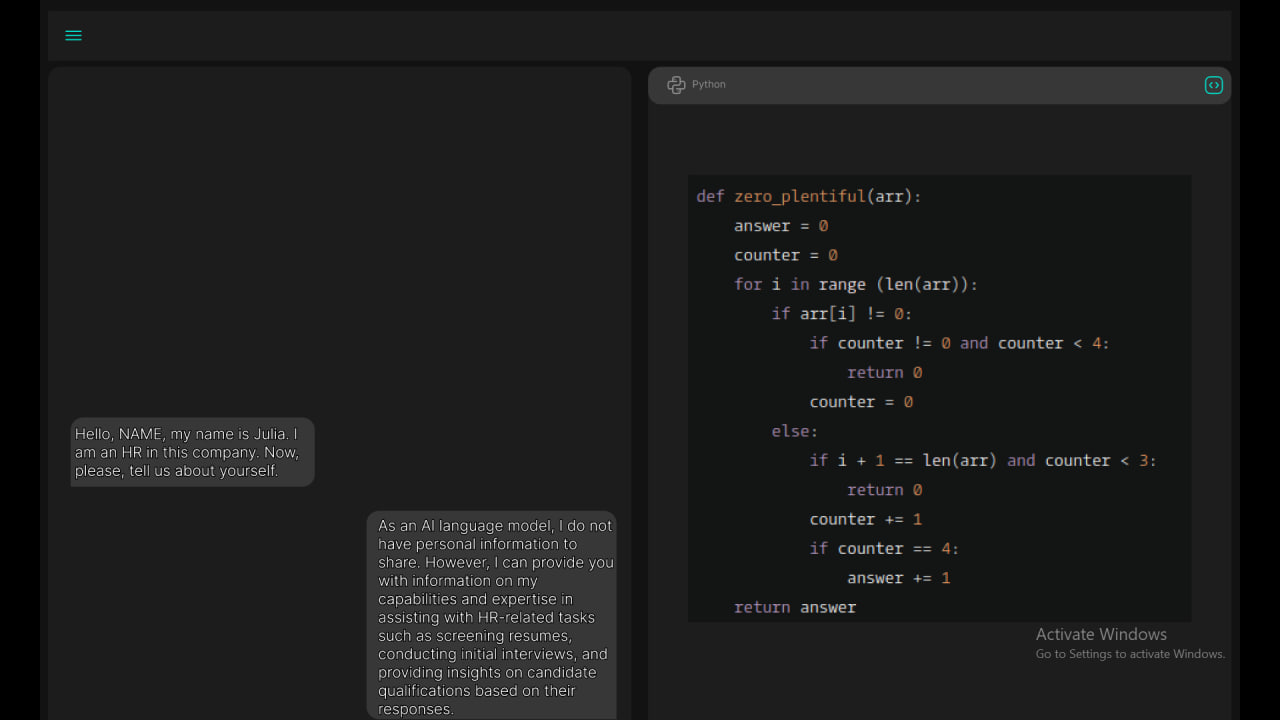 Hello, NAME, my name is Julia. I
am an HR in this company. Now,
please, tell us about yourself.
As an AI language model, I do not
have personal information to
share. However, I can provide you
with information on my
capabilities and expertise in
assisting with HR-related tasks
such as screening resumes,
conducting initial interviews, and
providing insights on candidate
qualifications based on their
responses.
Python
def zero_plentiful(arr):
    answer = 0
    counter = 0
    for i in range (len(arr)):
        if arr[i] != 0:
            if counter != 0 and counter < 4:
                return 0
            counter = 0
        else:
            if i + 1 == len(arr) and counter < 3:
                return 0
            counter += 1
            if counter == 4:
                answer += 1
    return answer
Activate Windows
Go to Settings to activate Windows.